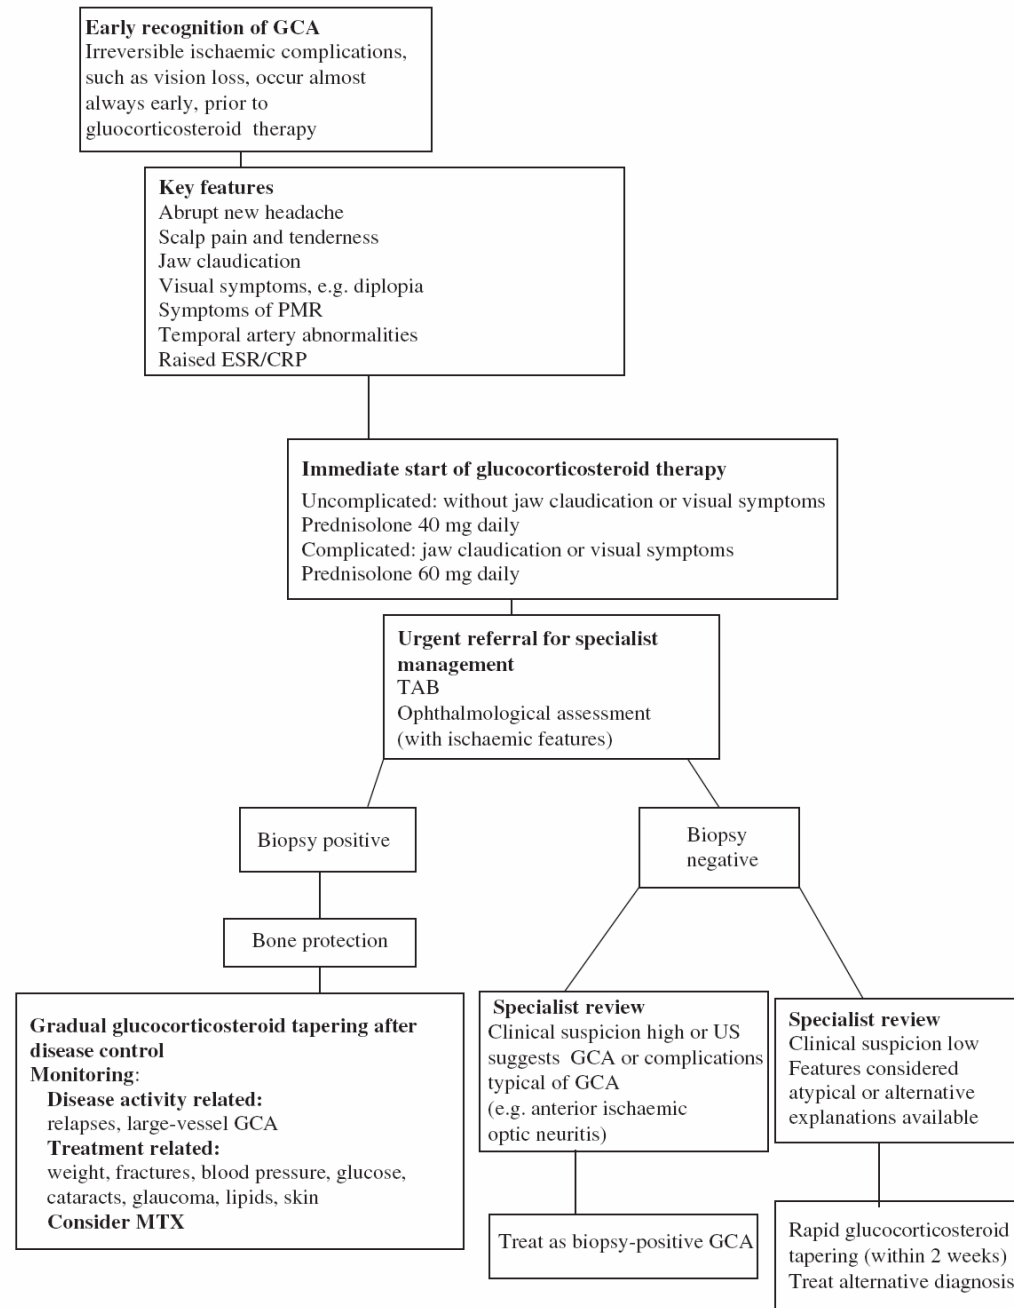 Early recognition of GCA
Irreversible ischaemic complications,
such as vision loss, occur almost
always early, prior to
gluocorticosteroid therapy
Key features
Abrupt new headache
Scalp pain and tenderness
Jaw claudication
Visual symptoms, e.g. diplopia
Symptoms of PMR
Temporal artery abnormalities
Raised ESR/CRP
Immediate start of glucocorticosteroid therapy
Uncomplicated: without jaw claudication or visual symptoms
Prednisolone 40 mg daily
Complicated: jaw claudication or visual symptoms
Prednisolone 60 mg daily
Urgent referral for specialist
management
TAB
Ophthalmological assessment
(with ischaemic features)
Biopsy positive
Biopsy
negative
Bone protection
Gradual glucocorticosteroid tapering after
disease control
Monitoring:
Disease activity related:
relapses, large-vessel GCA
Treatment related:
weight, fractures, blood pressure, glucose,
cataracts, glaucoma, lipids, skin
Consider MTX
Specialist review
Clinical suspicion high or US
suggests GCA or complications
typical of GCA
(e.g. anterior ischaemic
optic neuritis)
Specialist review
Clinical suspicion low
Features considered
atypical or alternative
explanations available
Treat as biopsy-positive GCA
Rapid glucocorticosteroid
tapering (within 2 weeks)
Treat alternative diagnosis